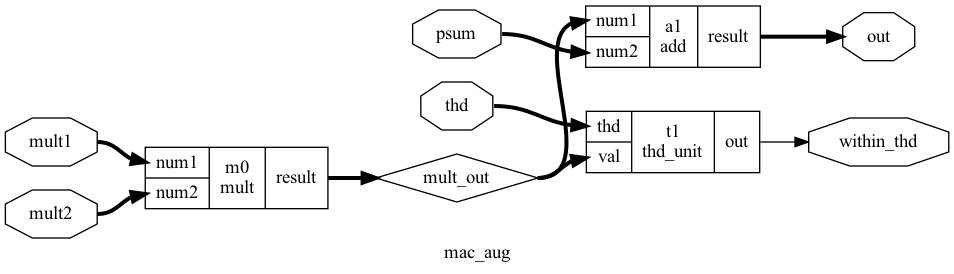 psum
num1
num2
a1
add
result
out
thd
thd
val
t1
thd_unit
out
within_thd
mult1
mult2
num1
num2
m0
mult
result
mult_out
mac_aug